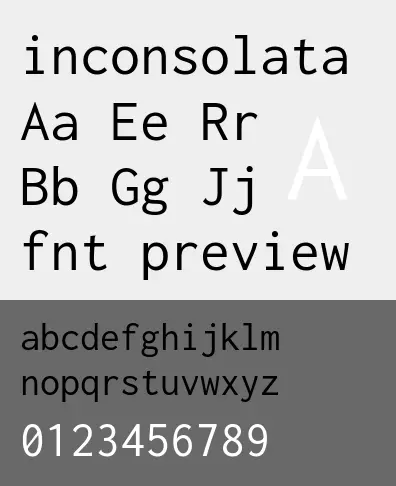 inconsolata
Aa Ee Rr
A
Bb Gg Jj
fnt preview
abcdefghijklm
nopqrstuvwxyz
0123456789